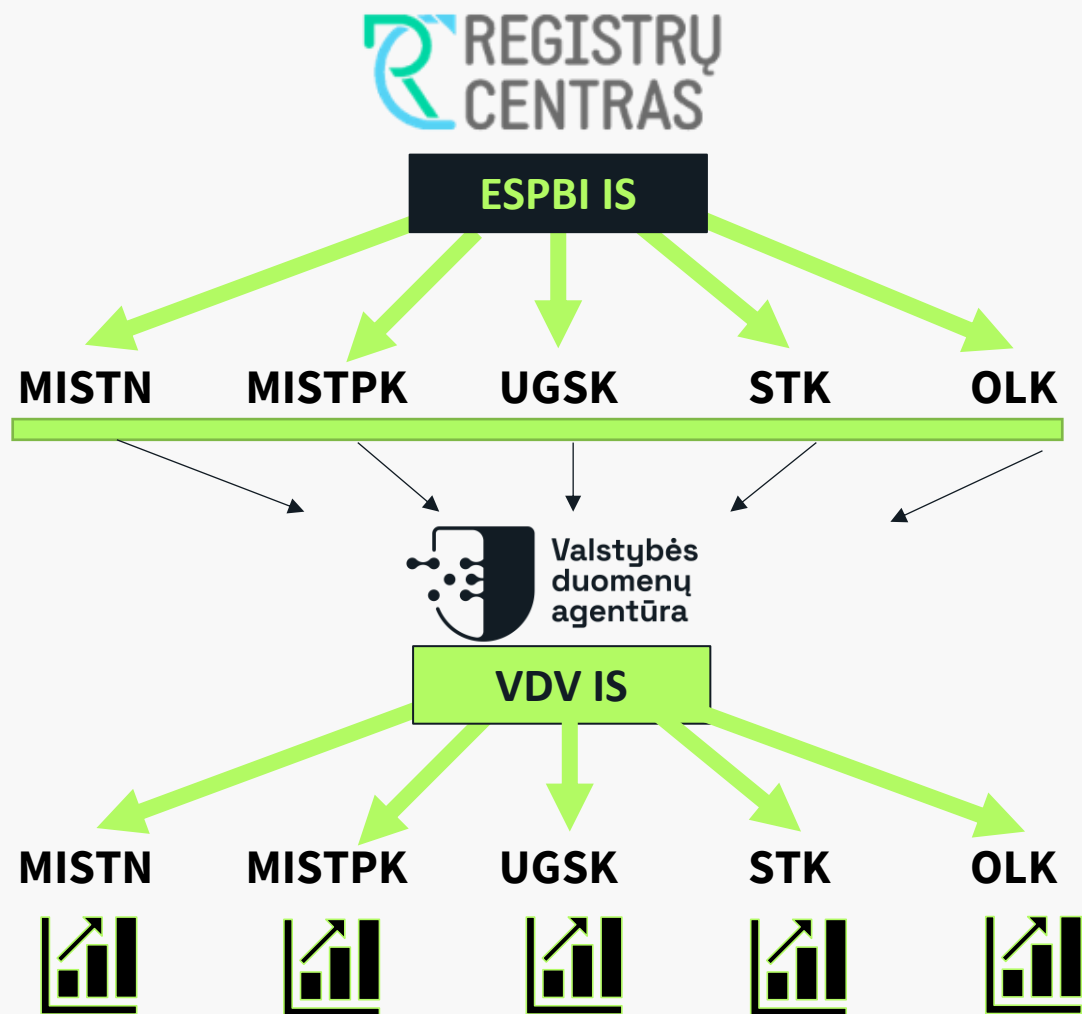 REGISTRŲ
CENTRAS
ESPBI IS
MISTN MISTPK UGSK STK OLK
Valstybės
duomenų
agentūra
VDV IS
MISTN MISTPK UGSK STK OLK